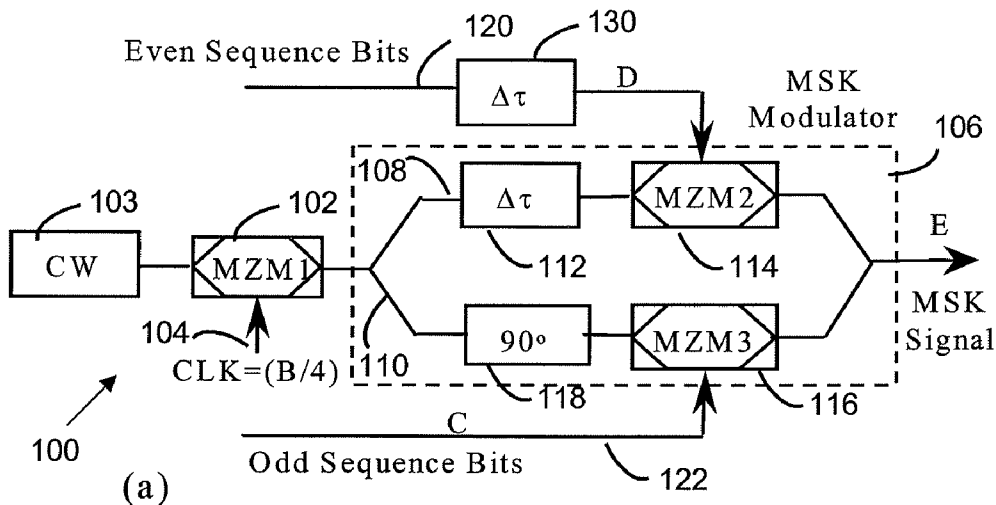 120
130
Even Sequence Bits
Δτ
D
MSK
Modulator
106
108
103
102
Δτ
MZM2
CW
MZM1
112
114
E
104
90o
MZM3
MSK
Signal
CLK=(B/4)
110
118
116
100
C
Odd Sequence Bits
122
(a)